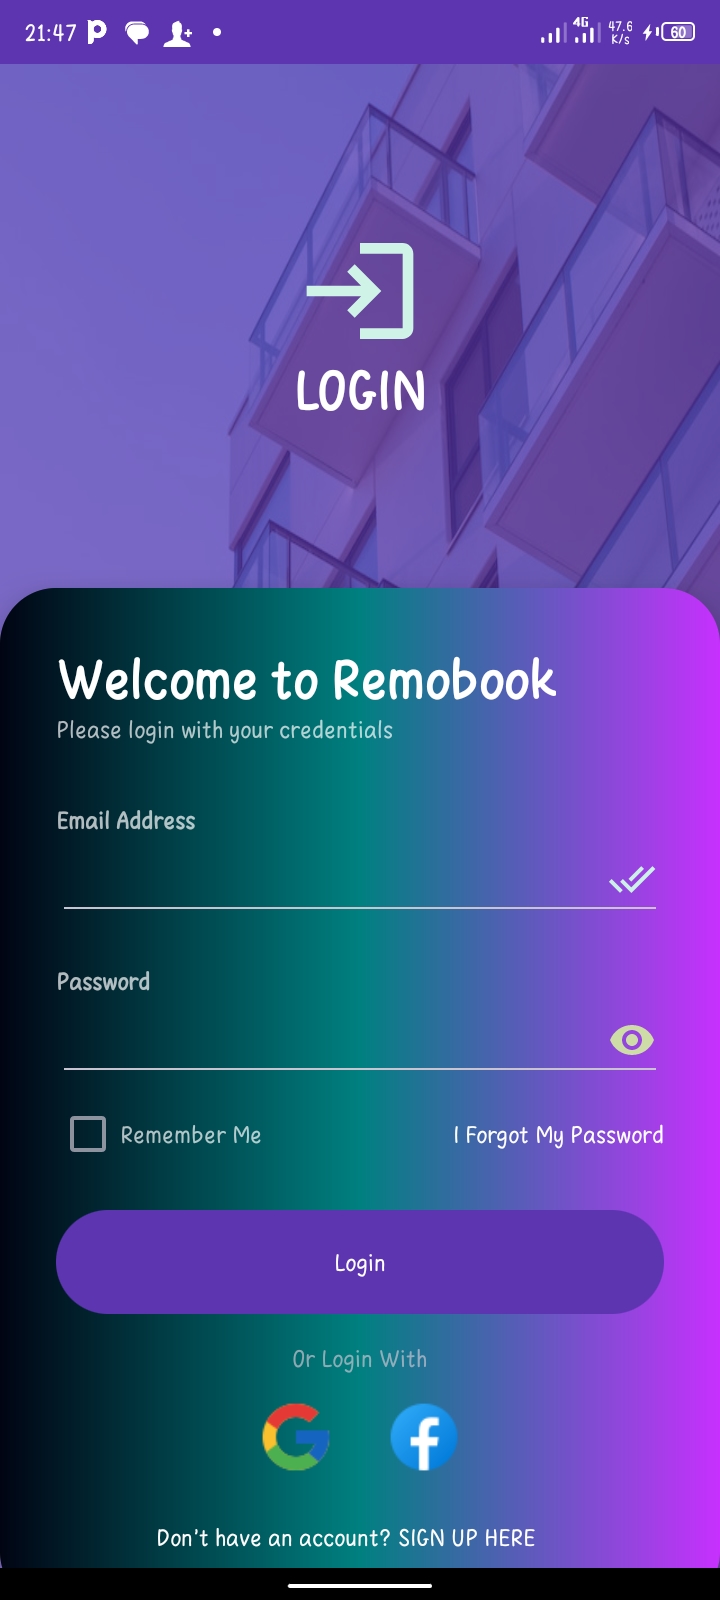 21:47 4G 47.6 K/s 60
LOGIN
Welcome to Remobook
Please login with your credentials
Email Address
Password
Remember Me I Forgot My Password
Login
Or Login With
Don't have an account? SIGN UP HERE